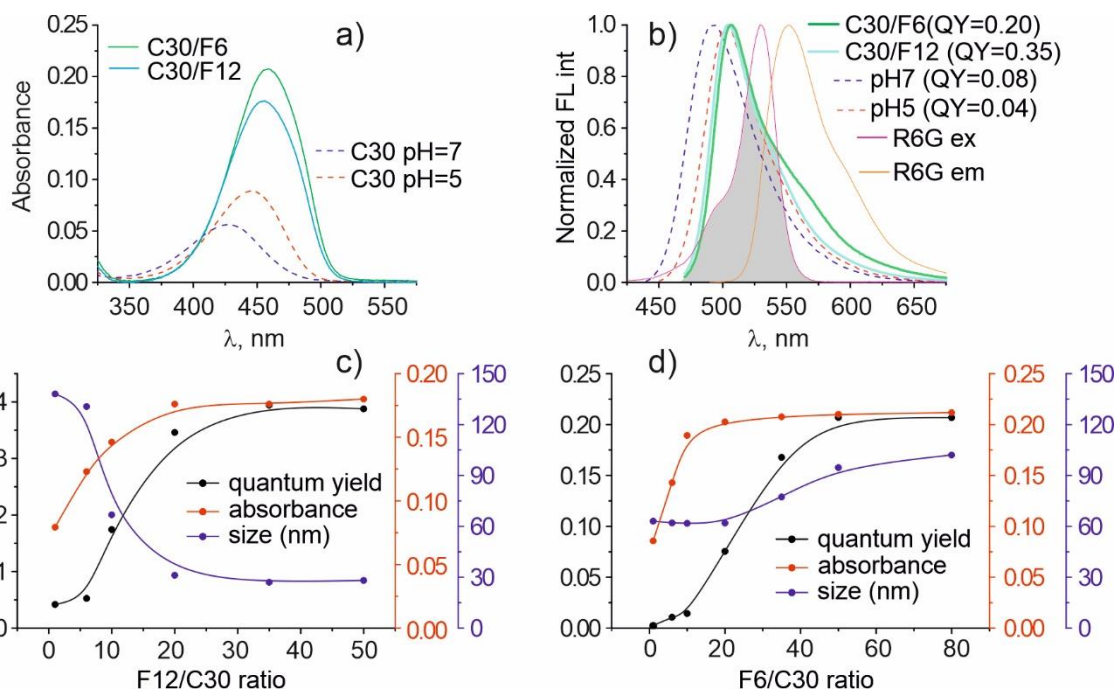 a)
C30/F6
C30/F12
C30 pH=7
C30 pH=5
Absorbance
0.25
0.20
0.15
0.10
0.05
0.00
350 400 450 500 550
λ, nm
b)
C30/F6(QY=0.20)
C30/F12 (QY=0.35)
pH7 (QY=0.08)
pH5 (QY=0.04)
R6G ex
R6G em
Normalized FL int
1.0
0.8
0.6
0.4
0.2
0.0
450 500 550 600 650
λ, nm
c)
quantum yield
absorbance
size (nm)
4
3
2
1
0
0.20
0.15
0.10
0.05
0.00
150
120
90
60
30
0
0 10 20 30 40 50
F12/C30 ratio
d)
quantum yield
absorbance
size (nm)
0.25
0.20
0.15
0.10
0.05
0.00
0.25
0.20
0.15
0.10
0.05
0.00
150
120
90
60
30
0
0 20 40 60 80
F6/C30 ratio